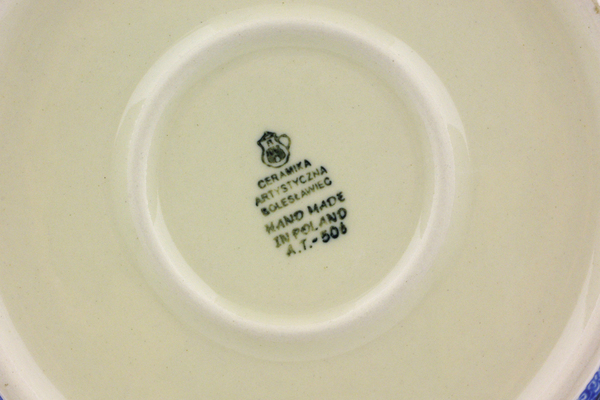 CERAMIKA
ARTYSTYCZNA
BOLESŁAWIEC
HAND MADE
IN POLAND
A.T.-506